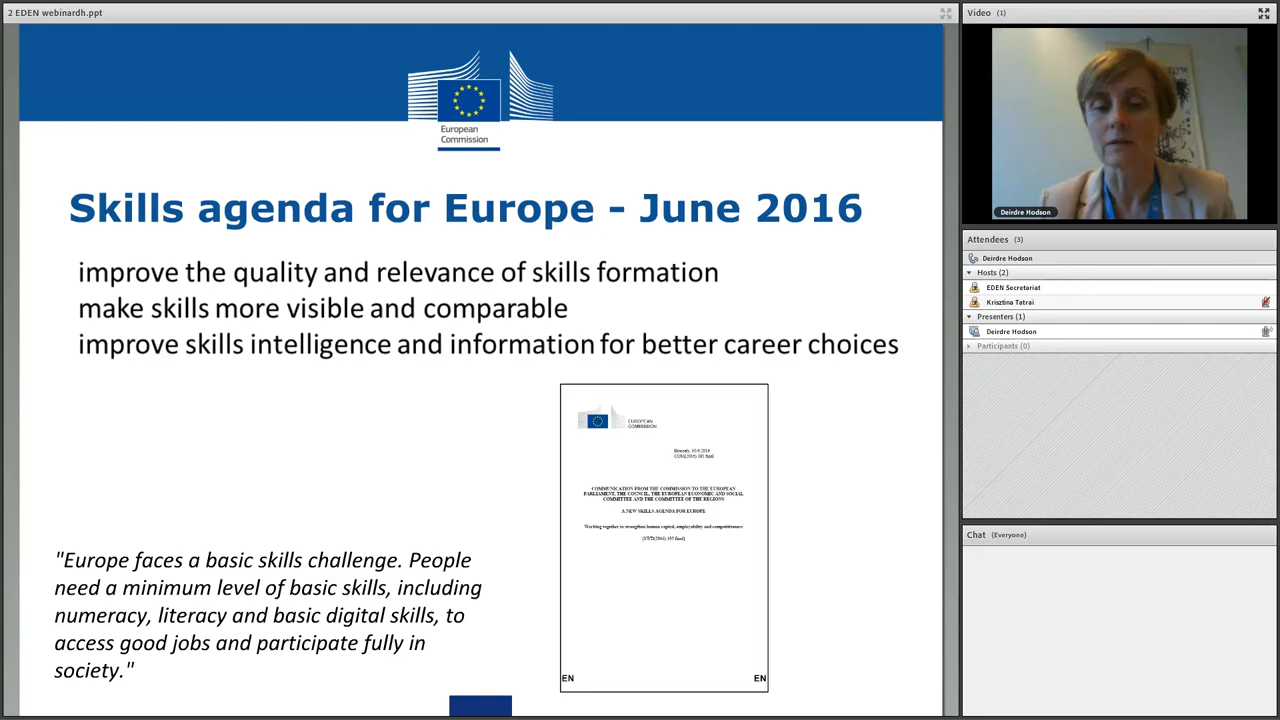 2 EDEN webinardh.ppt
European
Commission
Skills agenda for Europe - June 2016
improve the quality and relevance of skills formation
make skills more visible and comparable
improve skills intelligence and information for better career choices
"Europe faces a basic skills challenge. People
need a minimum level of basic skills, including
numeracy, literacy and basic digital skills, to
access good jobs and participate fully in
society."
EUROPEAN
COMMISSION
Brussels, 10.6.2016
COM(2016) 381 final
COMMUNICATION FROM THE COMMISSION TO THE EUROPEAN
PARLIAMENT, THE COUNCIL, THE EUROPEAN ECONOMIC AND SOCIAL
COMMITTEE AND THE COMMITTEE OF THE REGIONS
A NEW SKILLS AGENDA FOR EUROPE
Working together to strengthen human capital, employability and competitiveness
EN
EN
Video (1)
Deirdre Hodson
Attendees (3)
Deirdre Hodson
Hosts (2)
EDEN Secretariat
Krisztina Tatrai
Presenters (1)
Deirdre Hodson
Participants (0)
Chat (Everyone)